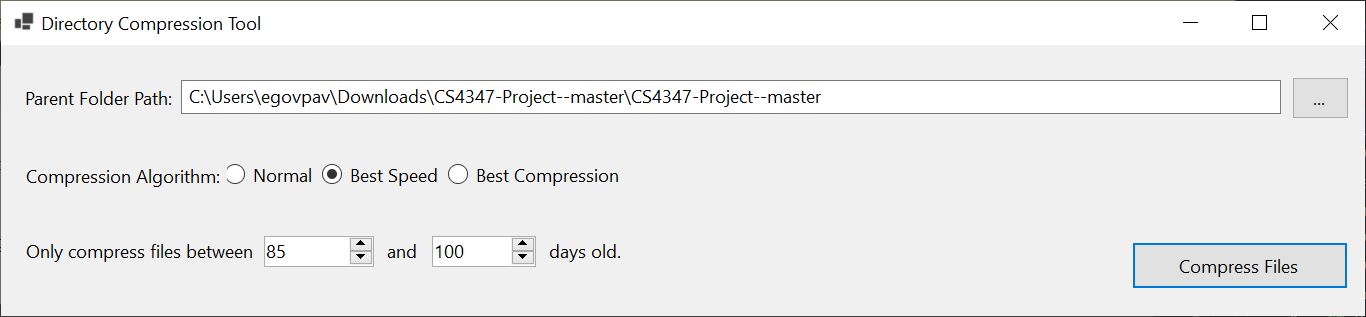 Directory Compression Tool
Parent Folder Path: C:\Users\egovpav\Downloads\CS4347-Project--master\CS4347-Project--master ...
Compression Algorithm: Normal Best Speed Best Compression
Only compress files between 85 and 100 days old.
Compress Files